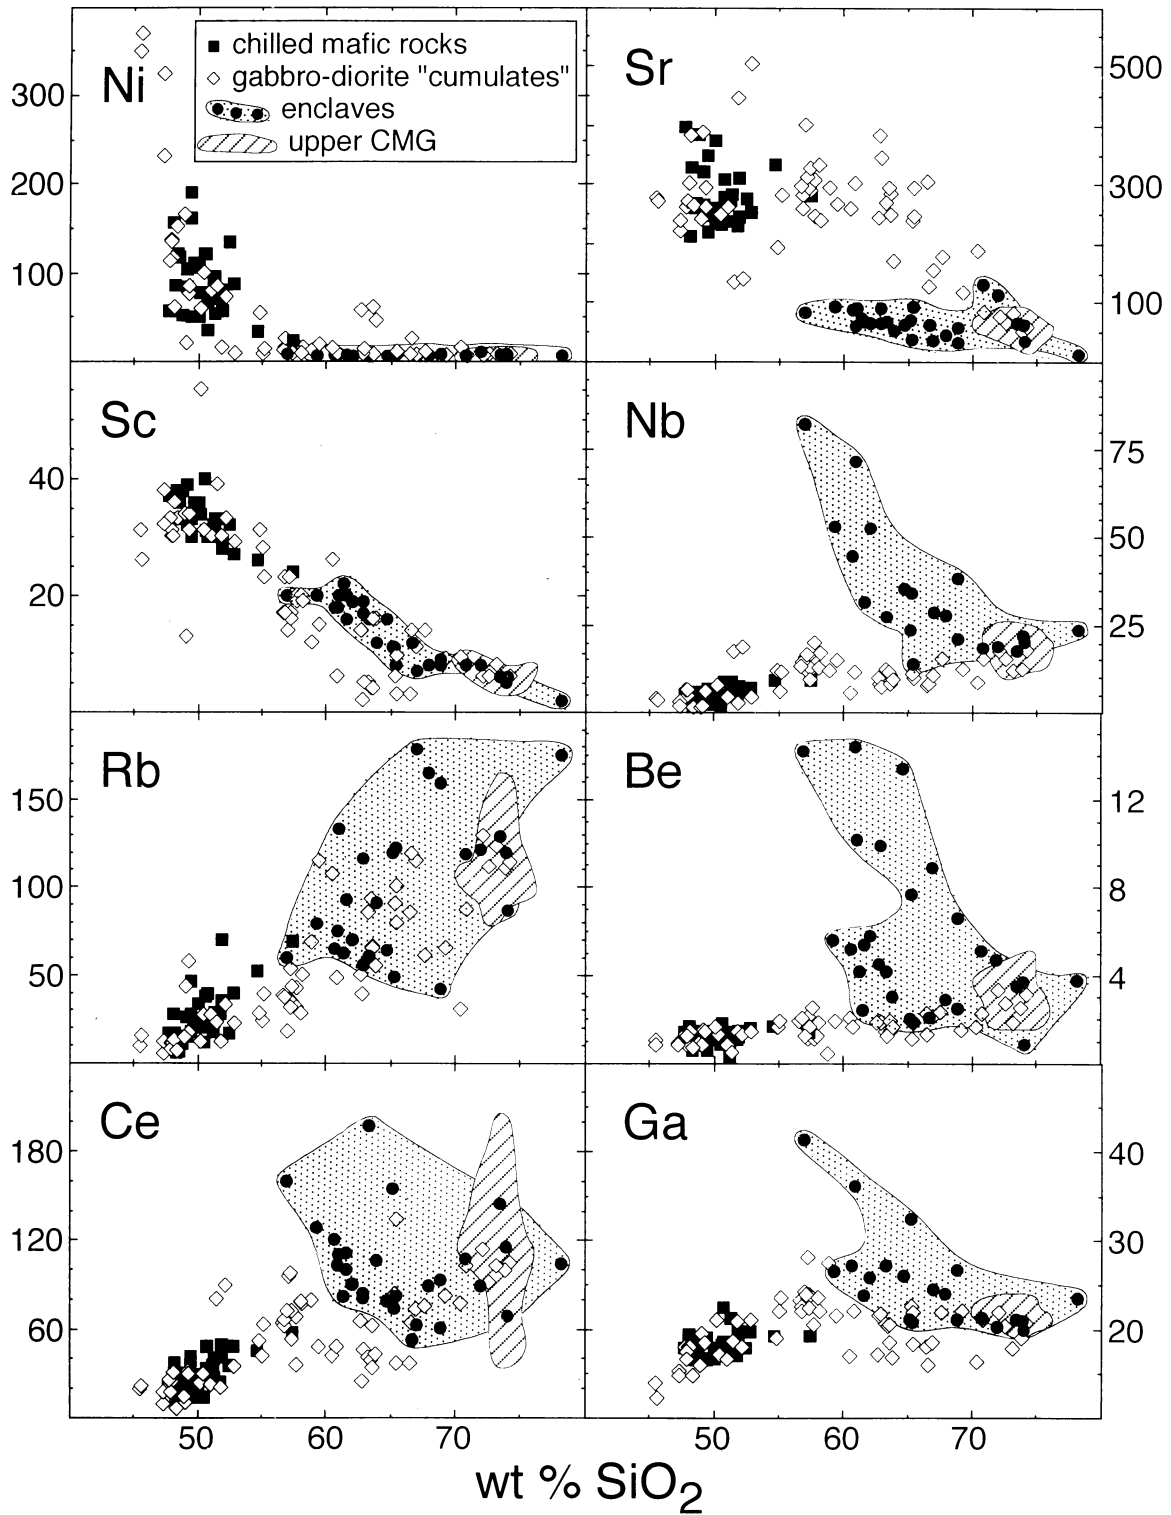 Ni
chilled mafic rocks
gabbro-diorite "cumulates"
enclaves
upper CMG
300
200
100
Sr
500
300
100
Sc
40
20
Nb
75
50
25
Rb
150
100
50
Be
12
8
4
Ce
180
120
60
Ga
40
30
20
50 60 70 50 60 70
wt % SiO₂